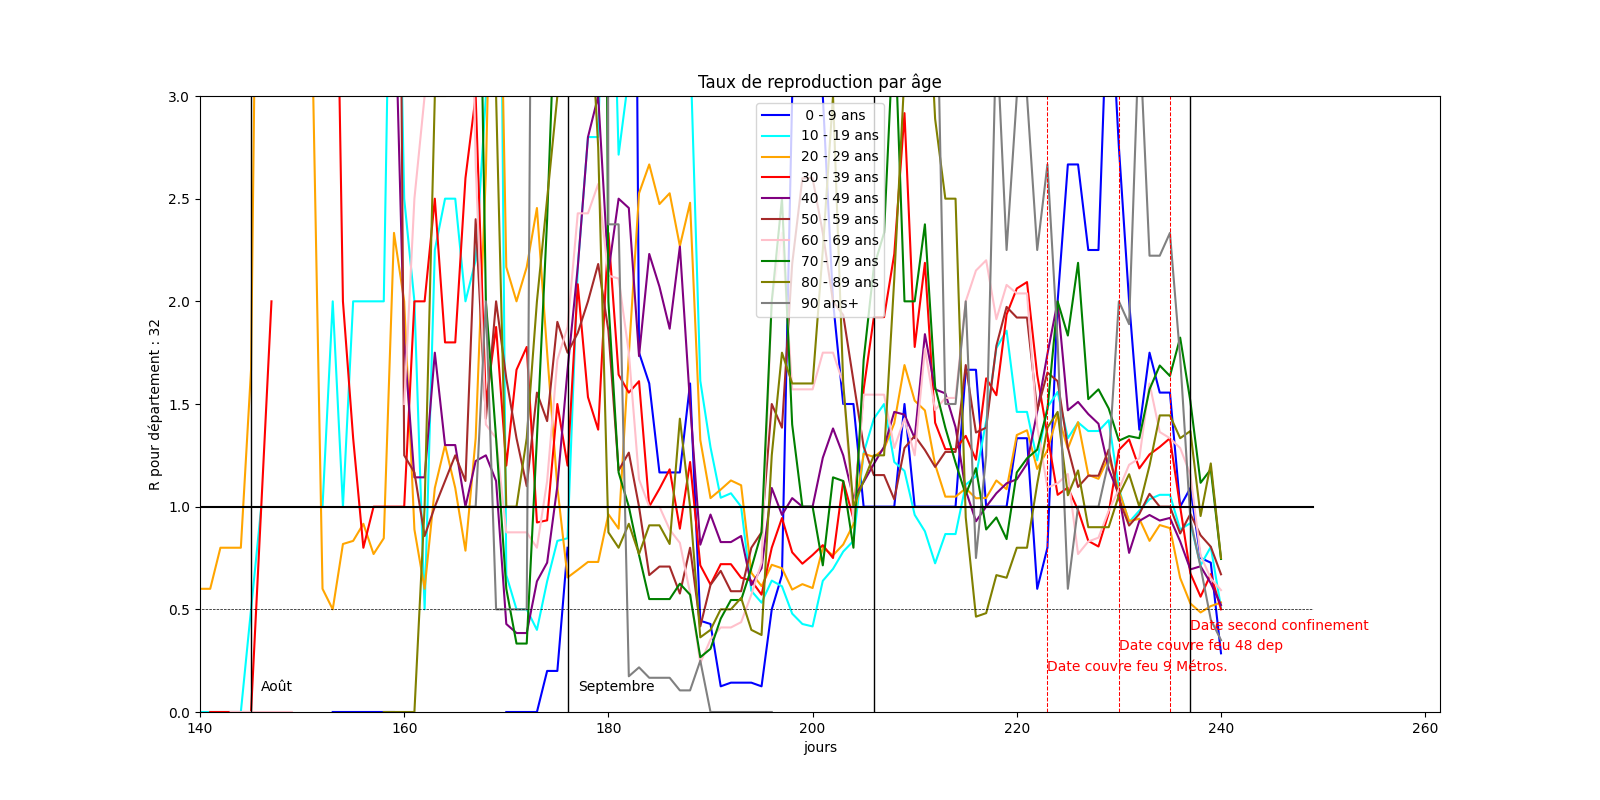 Taux de reproduction par âge
R pour département : 32
3.0
2.5
2.0
1.5
1.0
0.5
0.0
0 - 9 ans
10 - 19 ans
20 - 29 ans
30 - 39 ans
40 - 49 ans
50 - 59 ans
60 - 69 ans
70 - 79 ans
80 - 89 ans
90 ans+
Date second confinement
Date couvre feu 48 dep
Date couvre feu 9 Métros.
Août
Septembre
140 160 180 200 220 240 260
jours